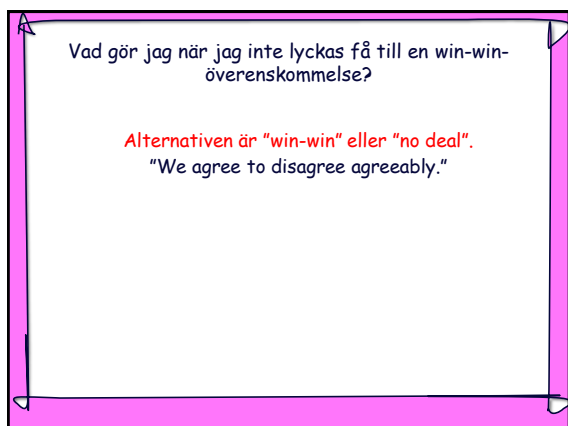 Vad gör jag när jag inte lyckas få till en win-win-
överenskommelse?
Alternativen är ”win-win” eller ”no deal”.
”We agree to disagree agreeably.”